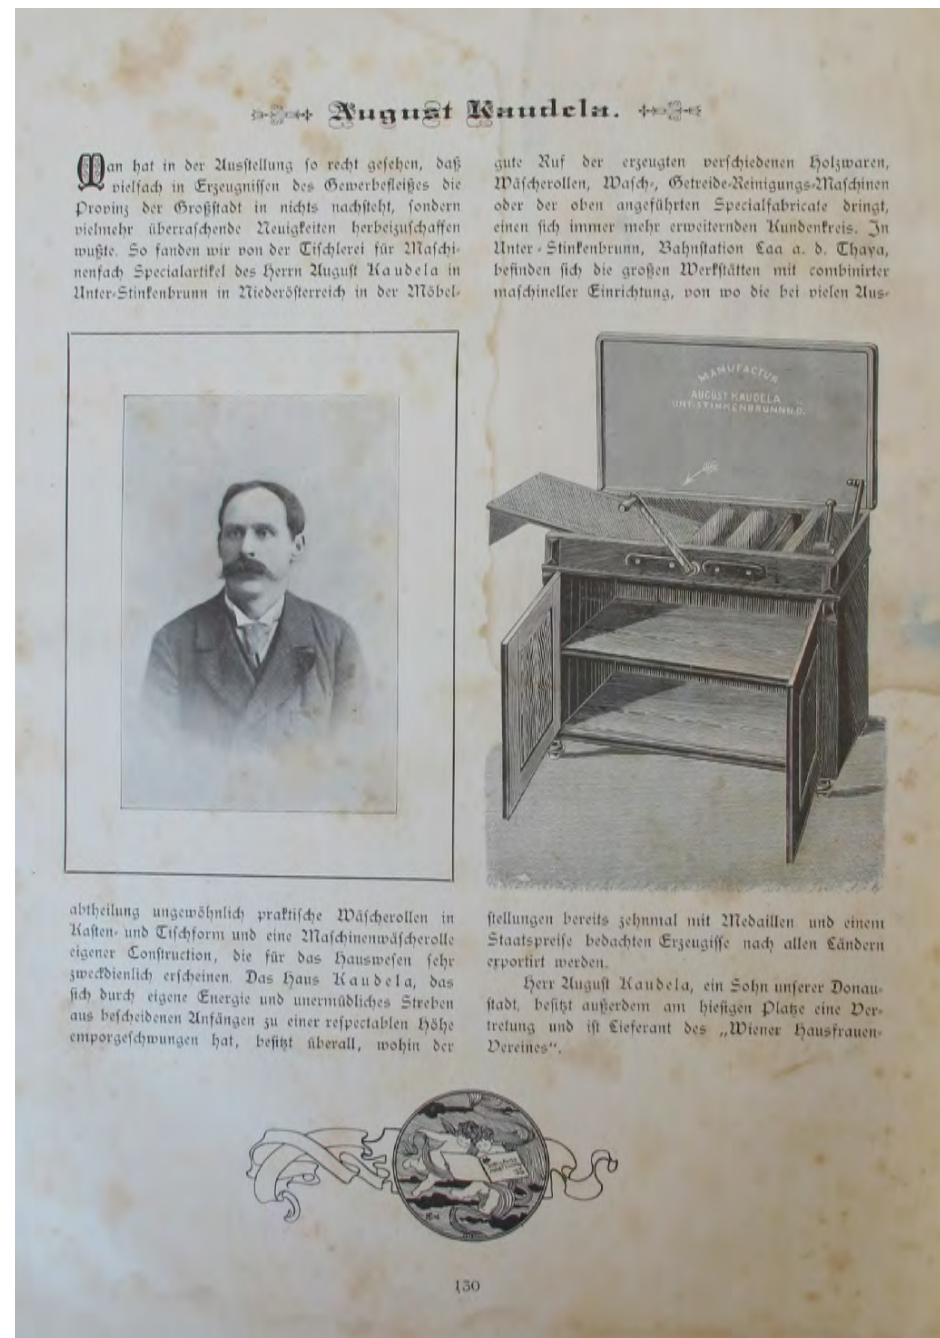 August Kaudela.
Man hat in der Ausstellung so recht gesehen, daß
vielfach in Erzeugnissen des Gewerbefleißes die
Provinz der Großstadt in nichts nachsteht, sondern
vielmehr überraschende Neuigkeiten herbeizuschaffen
wußte. So fanden wir von der Tischlerei für Maschi-
nenfach Specialartikel des Herrn August Kaudela in
Unter-Stinkenbrunn in Niederösterreich in der Möbel-
abtheilung ungewöhnlich praktische Wäscherollen in
Kasten- und Tischform und eine Maschinenwäscherolle
eigener Construction, die für das Hauswesen sehr
zweckdienlich erscheinen. Das Haus Kaudela, das
sich durch eigene Energie und unermüdliches Streben
aus bescheidenen Anfängen zu einer respectablen Höhe
emporgeschwungen hat, besitzt überall, wohin der
gute Ruf der erzeugten verschiedenen Holzwaren,
Wäscherollen, Wasch-, Getreide-Reinigungs-Maschinen
oder der oben angeführten Specialfabricate dringt,
einen sich immer mehr erweiternden Kundenkreis. In
Unter-Stinkenbrunn, Bahnstation Laa a. d. Thaya,
befinden sich die großen Werkstätten mit combinirter
maschineller Einrichtung, von wo die bei vielen Aus-
MANUFACTUR
AUGUST KAUDELA
UNT. STINKENBRUNN N.Ö.
stellungen bereits zehnmal mit Medaillen und einem
Staatspreise bedachten Erzeugisse nach allen Ländern
exportirt werden.
Herr August Kaudela, ein Sohn unserer Donau-
stadt, besitzt außerdem am hiesigen Platze eine Ver-
tretung und ist Lieferant des „Wiener Hausfrauen-
Vereines".
130